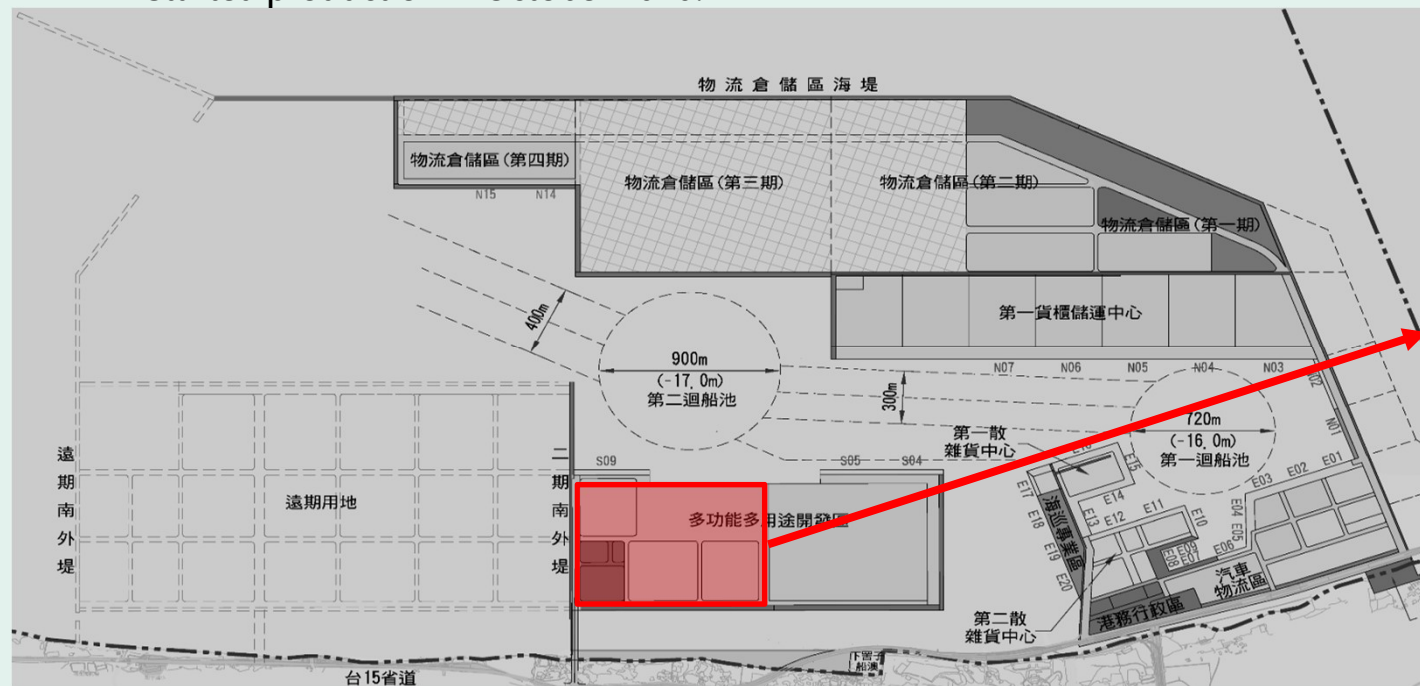 物流倉儲區海堤
物流倉儲區(第四期)
物流倉儲區(第三期)
物流倉儲區(第二期)
物流倉儲區(第一期)
N15
N14
第一貨櫃儲運中心
400m
900m
(-17.0m)
第二迴船池
300m
N07
N06
N05
N04
N03
N02
N01
720m
(-16.0m)
第一迴船池
第一散
雜貨中心
遠期南外堤
遠期用地
二期南外堤
S09
S05
S04
多功能多用途開發區
E16
E15
E17
E18
E19
E20
E14
E13
E12
E11
E10
E09
E08
E07
E06
E05
E04
E03
E02
E01
海巡專業區
汽車
物流區
港務行政區
第二散
雜貨中心
下罟子
船澳
台15省道